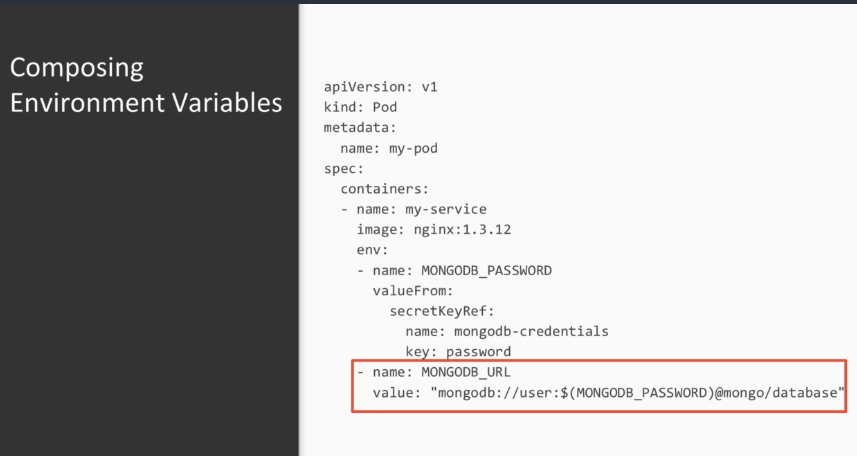 Composing
Environment Variables
apiVersion: v1
kind: Pod
metadata:
  name: my-pod
spec:
  containers:
  - name: my-service
    image: nginx:1.3.12
    env:
    - name: MONGODB_PASSWORD
      valueFrom:
        secretKeyRef:
          name: mongodb-credentials
          key: password
    - name: MONGODB_URL
      value: "mongodb://user:$(MONGODB_PASSWORD)@mongo/database"